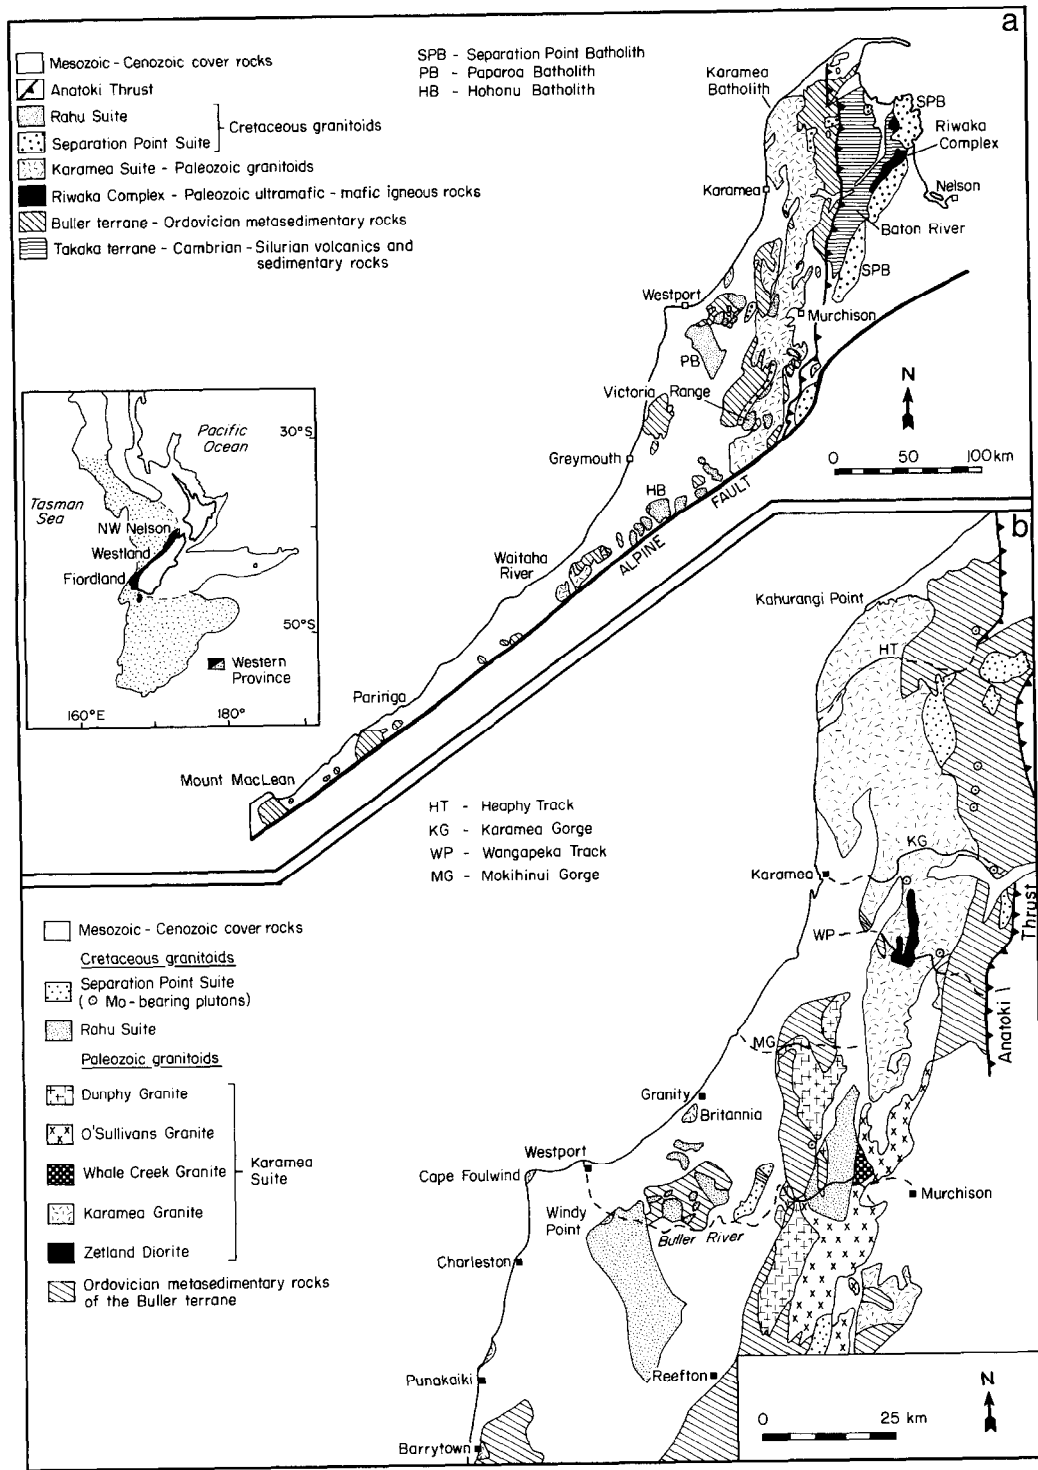 a
Mesozoic - Cenozoic cover rocks
Anatoki Thrust
Rahu Suite
Separation Point Suite
Cretaceous granitoids
Karamea Suite - Paleozoic granitoids
Riwaka Complex - Paleozoic ultramafic - mafic igneous rocks
Buller terrane - Ordovician metasedimentary rocks
Takaka terrane - Cambrian - Silurian volcanics and
sedimentary rocks
SPB - Separation Point Batholith
PB - Paparoa Batholith
HB - Hohonu Batholith
Karamea
Batholith
SPB
Riwaka
Complex
Karamea
Nelson
Baton River
SPB
Westport
Murchison
PB
Victoria Range
Greymouth
N
0 50 100 km
HB
ALPINE FAULT
Waitaha
River
Paringa
Mount MacLean
Pacific
Ocean
30°S
Tasman
Sea
NW Nelson
Westland
Fiordland
50°S
Western
Province
160°E 180°
b
Kahurangi Point
HT
HT - Heaphy Track
KG - Karamea Gorge
WP - Wangapeka Track
MG - Mokihinui Gorge
KG
Karamea
WP
Anatoki Thrust
MG
Granity
Britannia
Westport
Cape Foulwind
Windy
Point
Buller River
Murchison
Charleston
Punakaiki
Reefton
Barrytown
Mesozoic - Cenozoic cover rocks
Cretaceous granitoids
Separation Point Suite
(⊙ Mo-bearing plutons)
Rahu Suite
Paleozoic granitoids
Dunphy Granite
O'Sullivans Granite
Whale Creek Granite
Karamea Granite
Zetland Diorite
Karamea
Suite
Ordovician metasedimentary rocks
of the Buller terrane
N
0 25 km